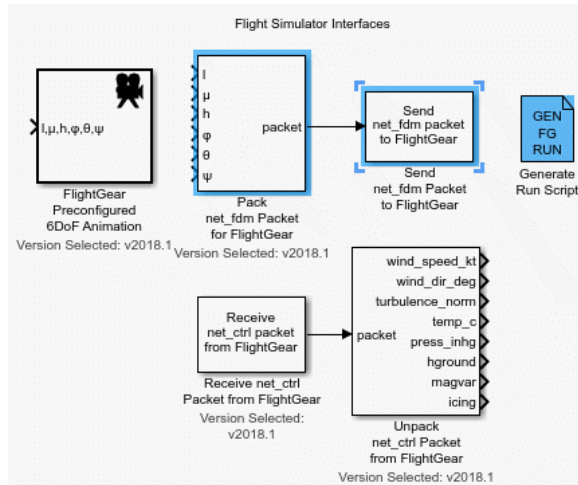 Flight Simulator Interfaces
l,μ,h,φ,θ,ψ
FlightGear
Preconfigured
6DoF Animation
Version Selected: v2018.1
l
μ
h
φ
θ
ψ
packet
Pack
net_fdm Packet
for FlightGear
Version Selected: v2018.1
Send
net_fdm packet
to FlightGear
Send
net_fdm Packet
to FlightGear
GEN
FG
RUN
Generate
Run Script
Receive
net_ctrl packet
from FlightGear
Receive net_ctrl
Packet from FlightGear
Version Selected:
v2018.1
packet
wind_speed_kt
wind_dir_deg
turbulence_norm
temp_c
press_inhg
hground
magvar
icing
Unpack
net_ctrl Packet
from FlightGear
Version Selected: v2018.1